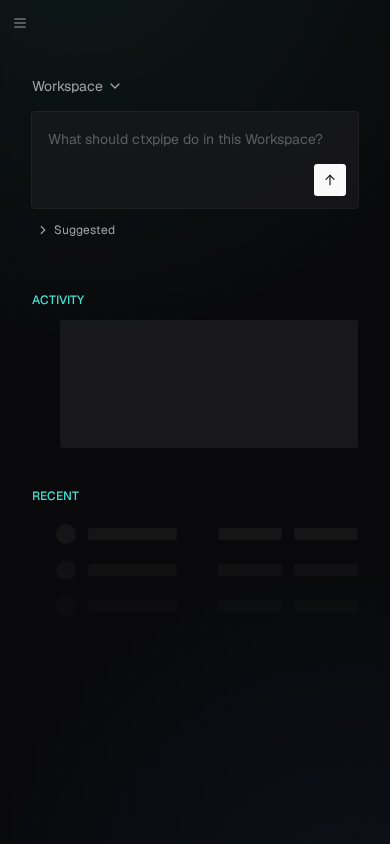 Workspace
What should ctxpipe do in this Workspace?
Suggested
ACTIVITY
RECENT